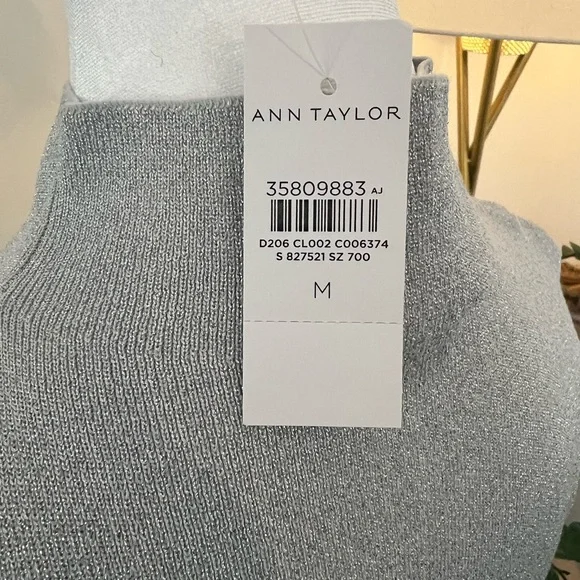 ANN TAYLOR
35809883 AJ
D206 CL002 C006374
S 827521 SZ 700
M